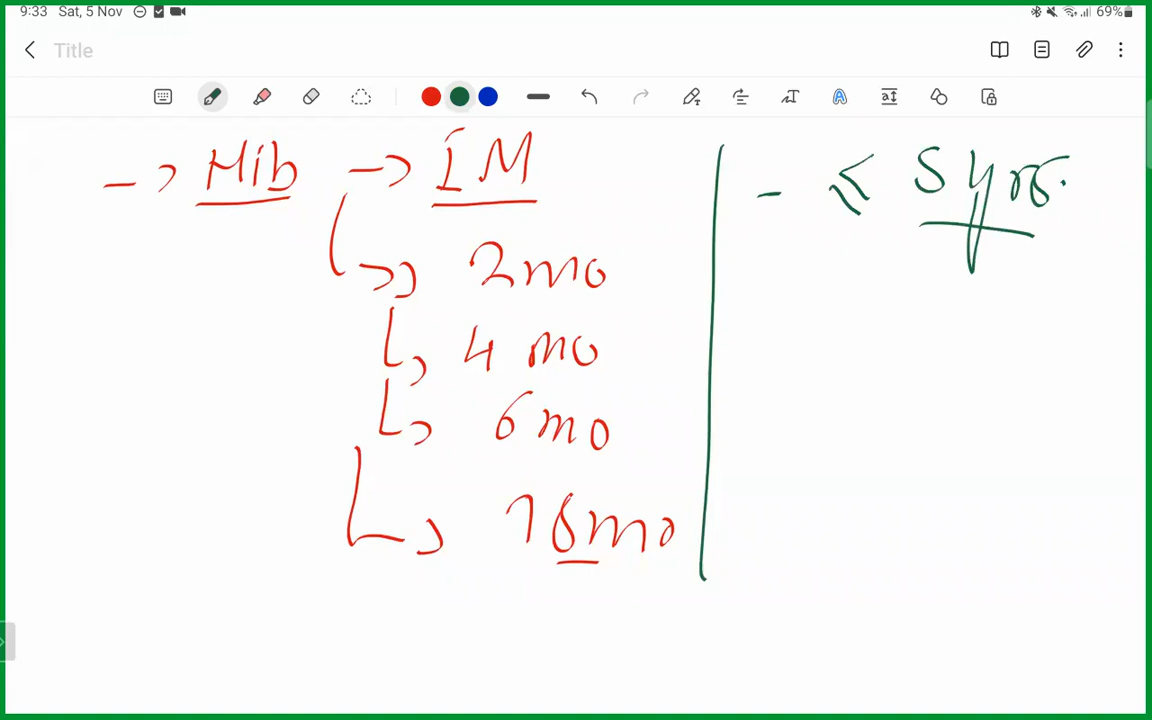 9:33 Sat, 5 Nov
69%
Title
→ Hib → IM
2mo
4 mo
6 mo
18mo
- ≤ 5 yrs.